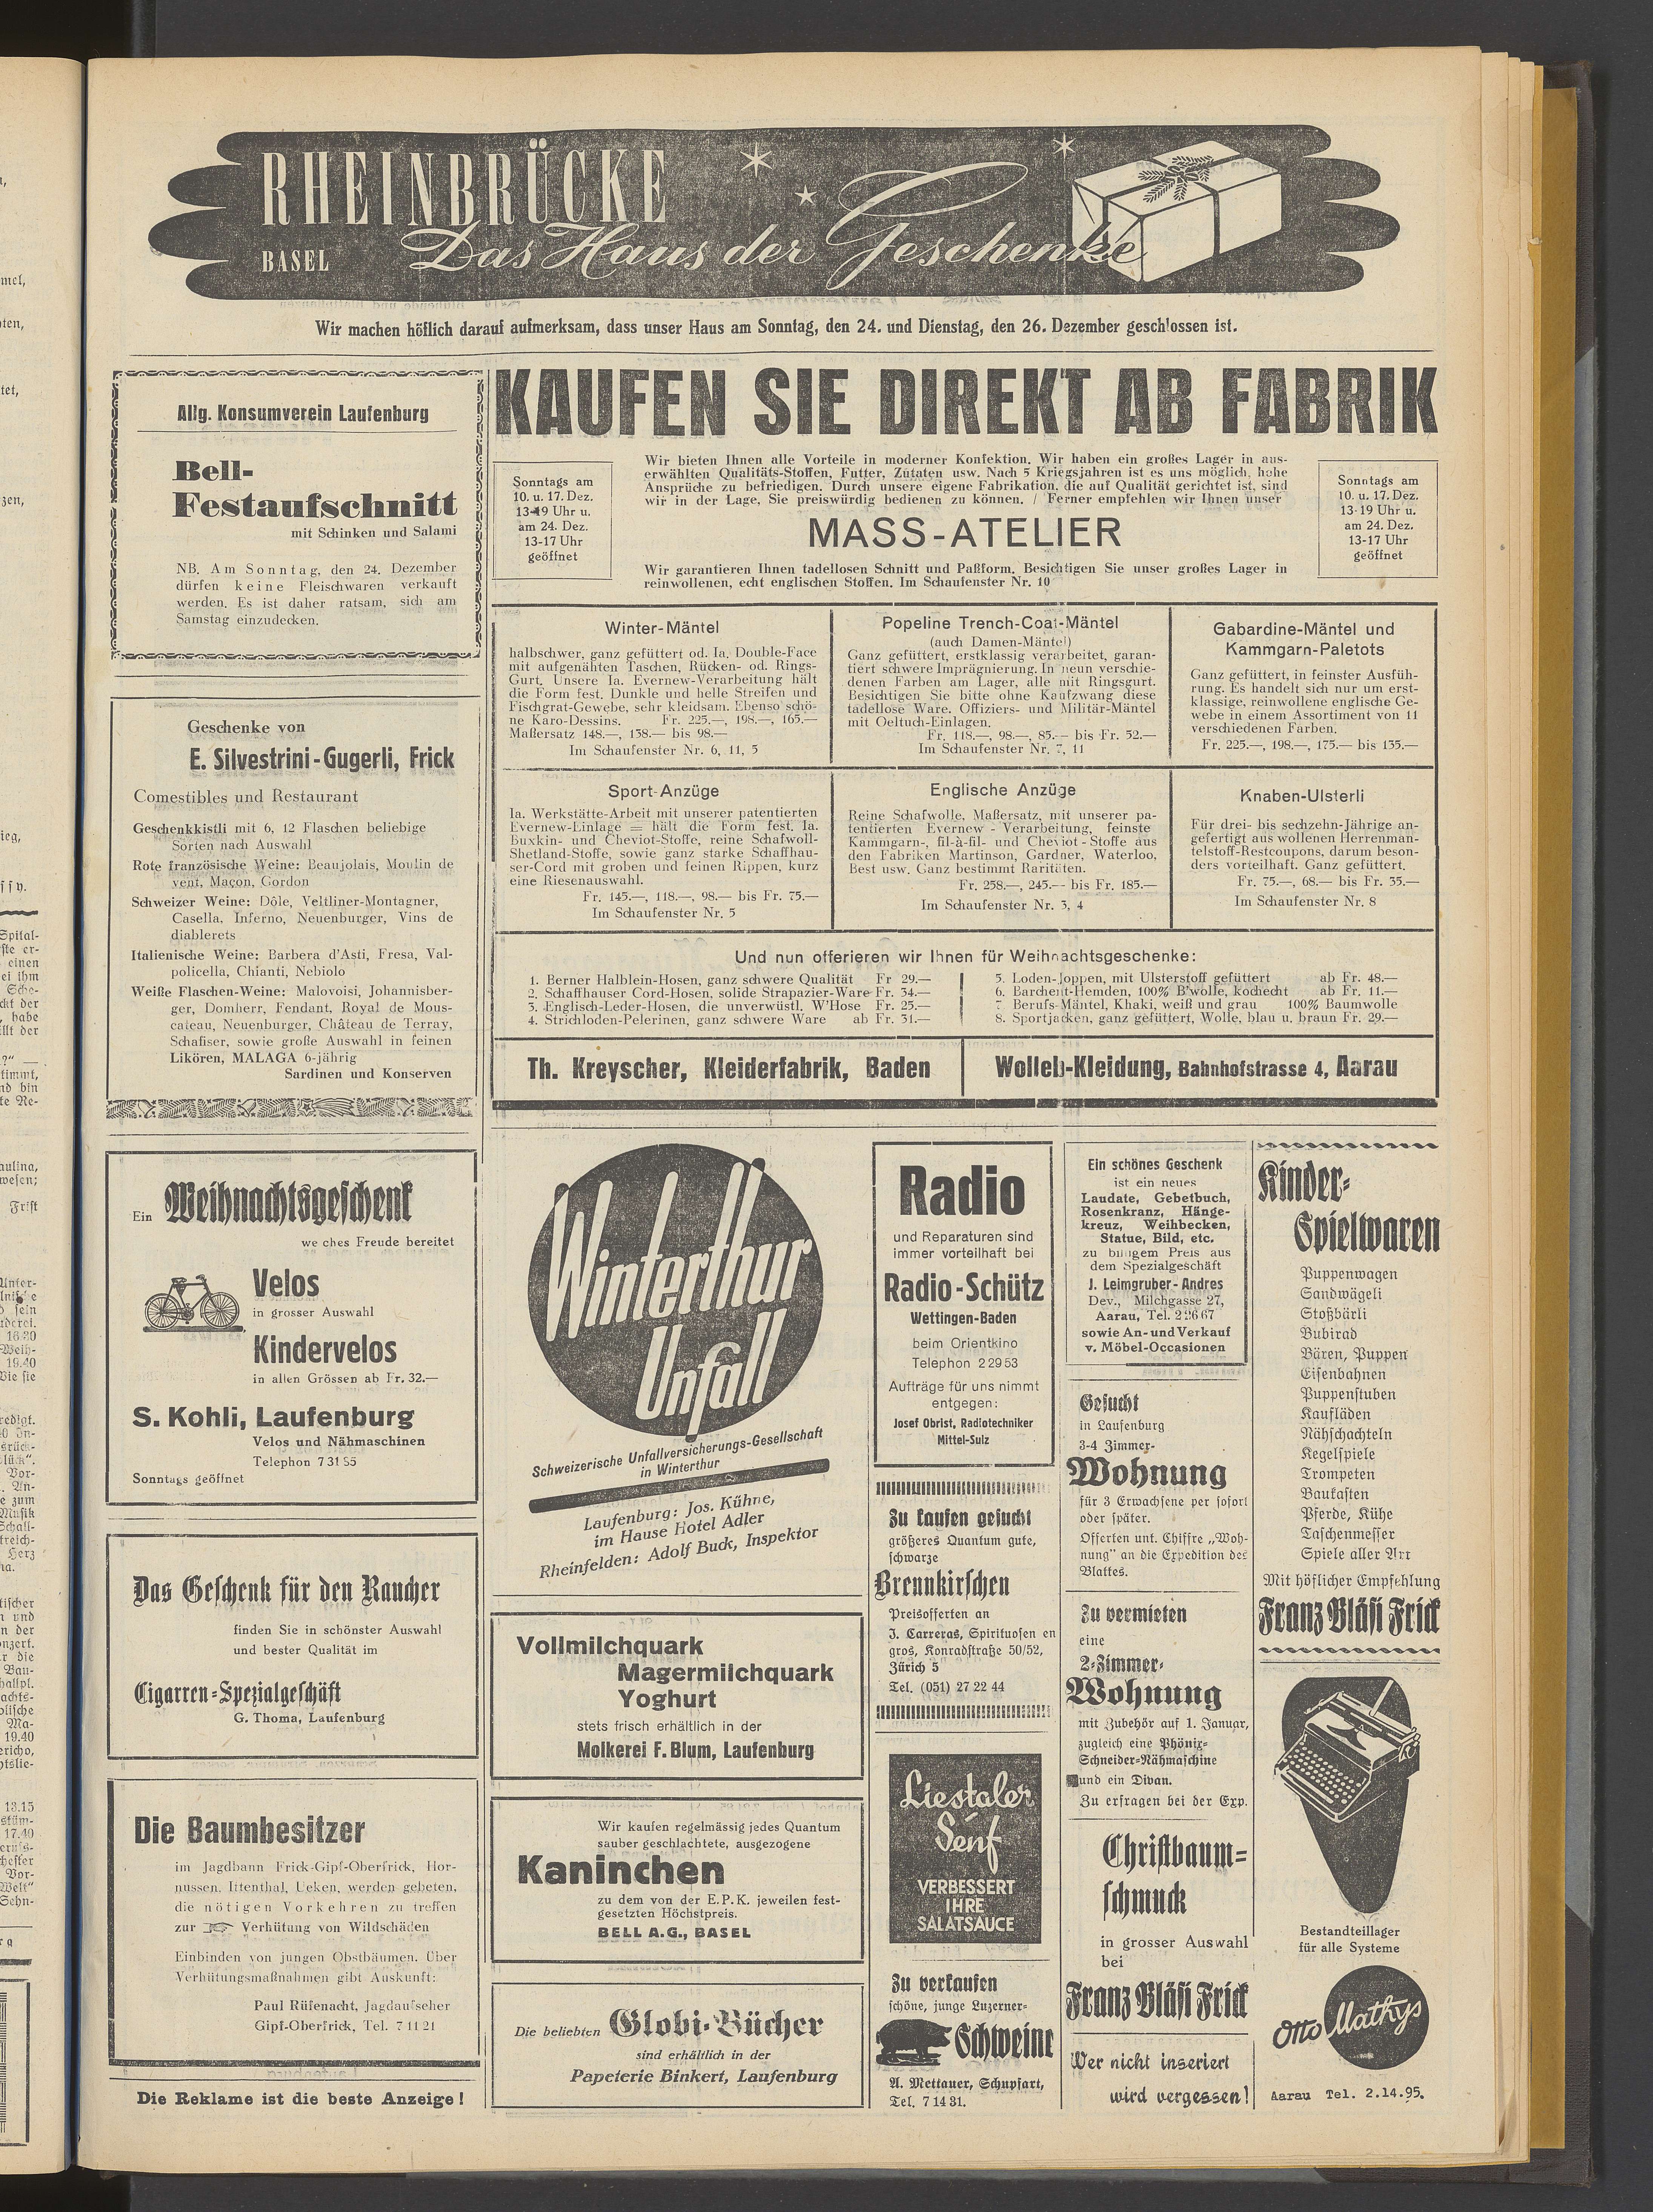 RHEINBRÜCKE
BASEL
Das Haus der Geschenke
Wir machen höflich darauf aufmerksam, dass unser Haus am Sonntag, den 24. und Dienstag, den 26. Dezember geschlossen ist.
Allg. Konsumverein Laufenburg
Bell-
Festaufschnitt
mit Schinken und Salami
NB. Am Sonntag, den 24. Dezember
dürfen keine Fleischwaren verkauft
werden. Es ist daher ratsam, sich am
Samstag einzudecken.
KAUFEN SIE DIREKT AB FABRIK
Sonntags am
10. u. 17. Dez.
13-19 Uhr u.
am 24. Dez.
13-17 Uhr
geöffnet
Wir bieten Ihnen alle Vorteile in moderner Konfektion. Wir haben ein großes Lager in aus-
erwählten Qualitäts-Stoffen, Futter, Zutaten usw. Nach 5 Kriegsjahren ist es uns möglich, hohe
Ansprüche zu befriedigen. Durch unsere eigene Fabrikation, die auf Qualität gerichtet ist, sind
wir in der Lage, Sie preiswürdig bedienen zu können. / Ferner empfehlen wir Ihnen unser
MASS-ATELIER
Wir garantieren Ihnen tadellosen Schnitt und Paßform. Besichtigen Sie unser großes Lager in
reinwollenen, echt englischen Stoffen. Im Schaufenster Nr. 10
Sonntags am
10. u. 17. Dez.
13-19 Uhr u.
am 24. Dez.
13-17 Uhr
geöffnet
Winter-Mäntel
halbschwer, ganz gefüttert od. Ia. Double-Face
mit aufgenähten Taschen, Rücken- od. Rings-
Gurt. Unsere Ia. Evernew-Verarbeitung hält
die Form fest. Dunkle und helle Streifen und
Fischgrat-Gewebe, sehr kleidsam. Ebenso schö-
ne Karo-Dessins. Fr. 225.—, 198.—, 165.—
Maßersatz 148.—, 138.— bis 98.—
Im Schaufenster Nr. 6, 11, 5
Popeline Trench-Coat-Mäntel
(auch Damen-Mäntel)
Ganz gefüttert, erstklassig verarbeitet, garan-
tiert schwere Imprägnierung. In neun verschie-
denen Farben am Lager, alle mit Ringsgurt.
Besichtigen Sie bitte ohne Kaufzwang diese
tadellose Ware. Offiziers- und Militär-Mäntel
mit Oeltuch-Einlagen.
Fr. 118.—, 98.—, 85.— bis Fr. 52.—
Im Schaufenster Nr. 7, 11
Gabardine-Mäntel und
Kammgarn-Paletots
Ganz gefüttert, in feinster Ausfüh-
rung. Es handelt sich nur um erst-
klassige, reinwollene englische Ge-
webe in einem Assortiment von 11
verschiedenen Farben.
Fr. 225.—, 198.—, 175.— bis 135.—
Sport-Anzüge
Ia. Werkstätte-Arbeit mit unserer patentierten
Evernew-Einlage = hält die Form fest. Ia.
Buxkin- und Cheviot-Stoffe, reine Schafwoll-
Shetland-Stoffe, sowie ganz starke Schaffhau-
ser-Cord mit groben und feinen Rippen, kurz
eine Riesenauswahl.
Fr. 145.—, 118.—, 98.— bis Fr. 75.—
Im Schaufenster Nr. 5
Englische Anzüge
Reine Schafwolle, Maßersatz, mit unserer pa-
tentierten Evernew-Verarbeitung, feinste
Kammgarn-, fil-à-fil- und Cheviot-Stoffe aus
den Fabriken Martinson, Gardner, Waterloo,
Best usw. Ganz bestimmt Raritäten.
Fr. 258.—, 245.— bis Fr. 185.—
Im Schaufenster Nr. 3, 4
Knaben-Ulsterli
Für drei- bis sechzehn-Jährige an-
gefertigt aus wollenen Herrenman-
telstoff-Restcoupons, darum beson-
ders vorteilhaft. Ganz gefüttert.
Fr. 75.—, 68.— bis Fr. 35.—
Im Schaufenster Nr. 8
Und nun offerieren wir Ihnen für Weihnachtsgeschenke:
1. Berner Halblein-Hosen, ganz schwere Qualität Fr 29.—
2. Schaffhauser Cord-Hosen, solide Strapazier-Ware Fr. 34.—
3. Englisch-Leder-Hosen, die unverwüstl. W'Hose Fr. 25.—
4. Strichloden-Pelerinen, ganz schwere Ware ab Fr. 31.—
5. Loden-Joppen, mit Ulsterstoff gefüttert ab Fr. 48.—
6. Barchent-Hemden, 100% B'wolle, kochecht ab Fr. 11.—
7. Berufs-Mäntel, Khaki, weiß und grau 100% Baumwolle
8. Sportjacken, ganz gefüttert, Wolle, blau u. braun Fr. 29.—
Th. Kreyscher, Kleiderfabrik, Baden
Wolleb-Kleidung, Bahnhofstrasse 4, Aarau
Geschenke von
E. Silvestrini-Gugerli, Frick
Comestibles und Restaurant
Geschenkkistli mit 6, 12 Flaschen beliebige
Sorten nach Auswahl
Rote französische Weine: Beaujolais, Moulin de
vent, Maçon, Gordon
Schweizer Weine: Dôle, Veltliner-Montagner,
Casella, Inferno, Neuenburger, Vins de
diablerets
Italienische Weine: Barbera d'Asti, Fresa, Val-
policella, Chianti, Nebiolo
Weiße Flaschen-Weine: Malovoisi, Johannisber-
ger, Domherr, Fendant, Royal de Mous-
cateau, Neuenburger, Château de Terray,
Schafiser, sowie große Auswahl in feinen
Likören, MALAGA 6-jährig
Sardinen und Konserven
Ein Weihnachtsgeschenk
welches Freude bereitet
Velos
in grosser Auswahl
Kindervelos
in allen Grössen ab Fr. 32.—
S. Kohli, Laufenburg
Velos und Nähmaschinen
Telephon 7 31 55
Sonntags geöffnet
Das Geschenk für den Raucher
finden Sie in schönster Auswahl
und bester Qualität im
Cigarren-Spezialgeschäft
G. Thoma, Laufenburg
Die Baumbesitzer
im Jagdbann Frick-Gipf-Oberfrick, Hor-
nussen, Ittenthal, Ueken, werden gebeten,
die nötigen Vorkehren zu treffen
zur Verhütung von Wildschäden
Einbinden von jungen Obstbäumen. Über
Verhütungsmaßnahmen gibt Auskunft:
Paul Rüfenacht, Jagdaufseher
Gipf-Oberfrick, Tel. 7 11 21
Die Reklame ist die beste Anzeige!
Winterthur
Unfall
Schweizerische Unfallversicherungs-Gesellschaft
in Winterthur
Laufenburg: Jos. Kühne,
im Hause Hotel Adler
Rheinfelden: Adolf Buck, Inspektor
Vollmilchquark
Magermilchquark
Yoghurt
stets frisch erhältlich in der
Molkerei F. Blum, Laufenburg
Wir kaufen regelmässig jedes Quantum
sauber geschlachtete, ausgezogene
Kaninchen
zu dem von der E.P.K. jeweilen fest-
gesetzten Höchstpreis.
BELL A.G., BASEL
Die beliebten Globi-Bücher
sind erhältlich in der
Papeterie Binkert, Laufenburg
Radio
und Reparaturen sind
immer vorteilhaft bei
Radio-Schütz
Wettingen-Baden
beim Orientkino
Telephon 2 29 53
Aufträge für uns nimmt
entgegen:
Josef Obrist, Radiotechniker
Mittel-Sulz
Zu kaufen gesucht
größeres Quantum gute,
schwarze
Brennkirschen
Preisofferten an
J. Carreras, Spirituosen en
gros, Konradstraße 50/52,
Zürich 5
Tel. (051) 27 22 44
Liestaler
Senf
VERBESSERT
IHRE
SALATSAUCE
Zu verkaufen
schöne, junge Luzerner-
Schweine
A. Mettauer, Schupfart,
Tel. 7 14 31.
Ein schönes Geschenk
ist ein neues
Laudate, Gebetbuch,
Rosenkranz, Hänge-
kreuz, Weihbecken,
Statue, Bild, etc.
zu billigem Preis aus
dem Spezialgeschäft
J. Leimgruber-Andres
Dev., Milchgasse 27,
Aarau, Tel. 2 26 67
sowie An- und Verkauf
v. Möbel-Occasionen
Gesucht
in Laufenburg
3-4 Zimmer-
Wohnung
für 3 Erwachsene per sofort
oder später.
Offerten unt. Chiffre „Woh-
nung" an die Expedition des
Blattes.
Zu vermieten
eine
2-Zimmer-
Wohnung
mit Zubehör auf 1. Januar,
zugleich eine Phönix-
Schneider-Nähmaschine
und ein Divan.
Zu erfragen bei der Exp.
Christbaum-
schmuck
in grosser Auswahl
bei
Franz Bläsi Frick
Wer nicht inseriert
wird vergessen!
Kinder-
Spielwaren
Puppenwagen
Sandwägeli
Stoßbärli
Bubirad
Bären, Puppen
Eisenbahnen
Puppenstuben
Kaufläden
Nähschachteln
Kegelspiele
Trompeten
Baukasten
Pferde, Kühe
Taschenmesser
Spiele aller Art
Mit höflicher Empfehlung
Franz Bläsi Frick
Bestandteillager
für alle Systeme
Otto Mathys
Aarau Tel. 2.14.95.